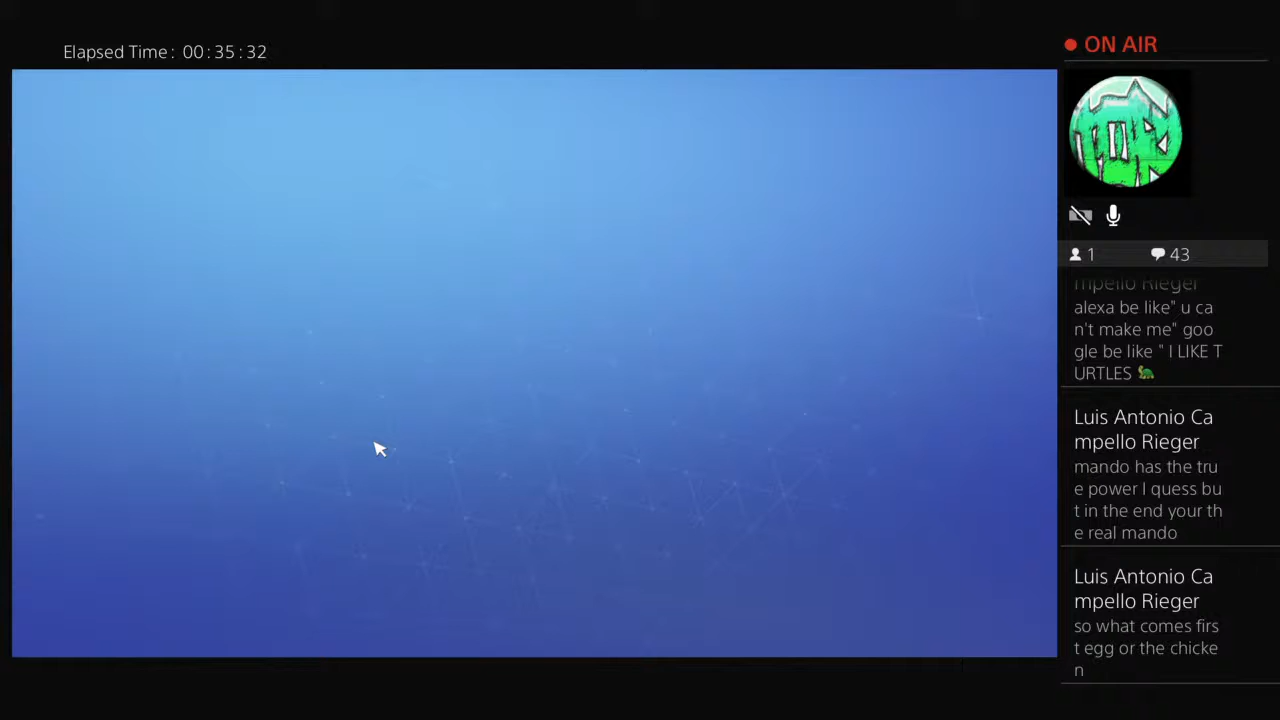 Elapsed Time: 00:35:32
ON AIR
1 43
mpello Rieger
alexa be like" u ca
n't make me" goo
gle be like " I LIKE T
URTLES 🐢
Luis Antonio Ca
mpello Rieger
mando has the tru
e power I quess bu
t in the end your th
e real mando
Luis Antonio Ca
mpello Rieger
so what comes firs
t egg or the chicke
n